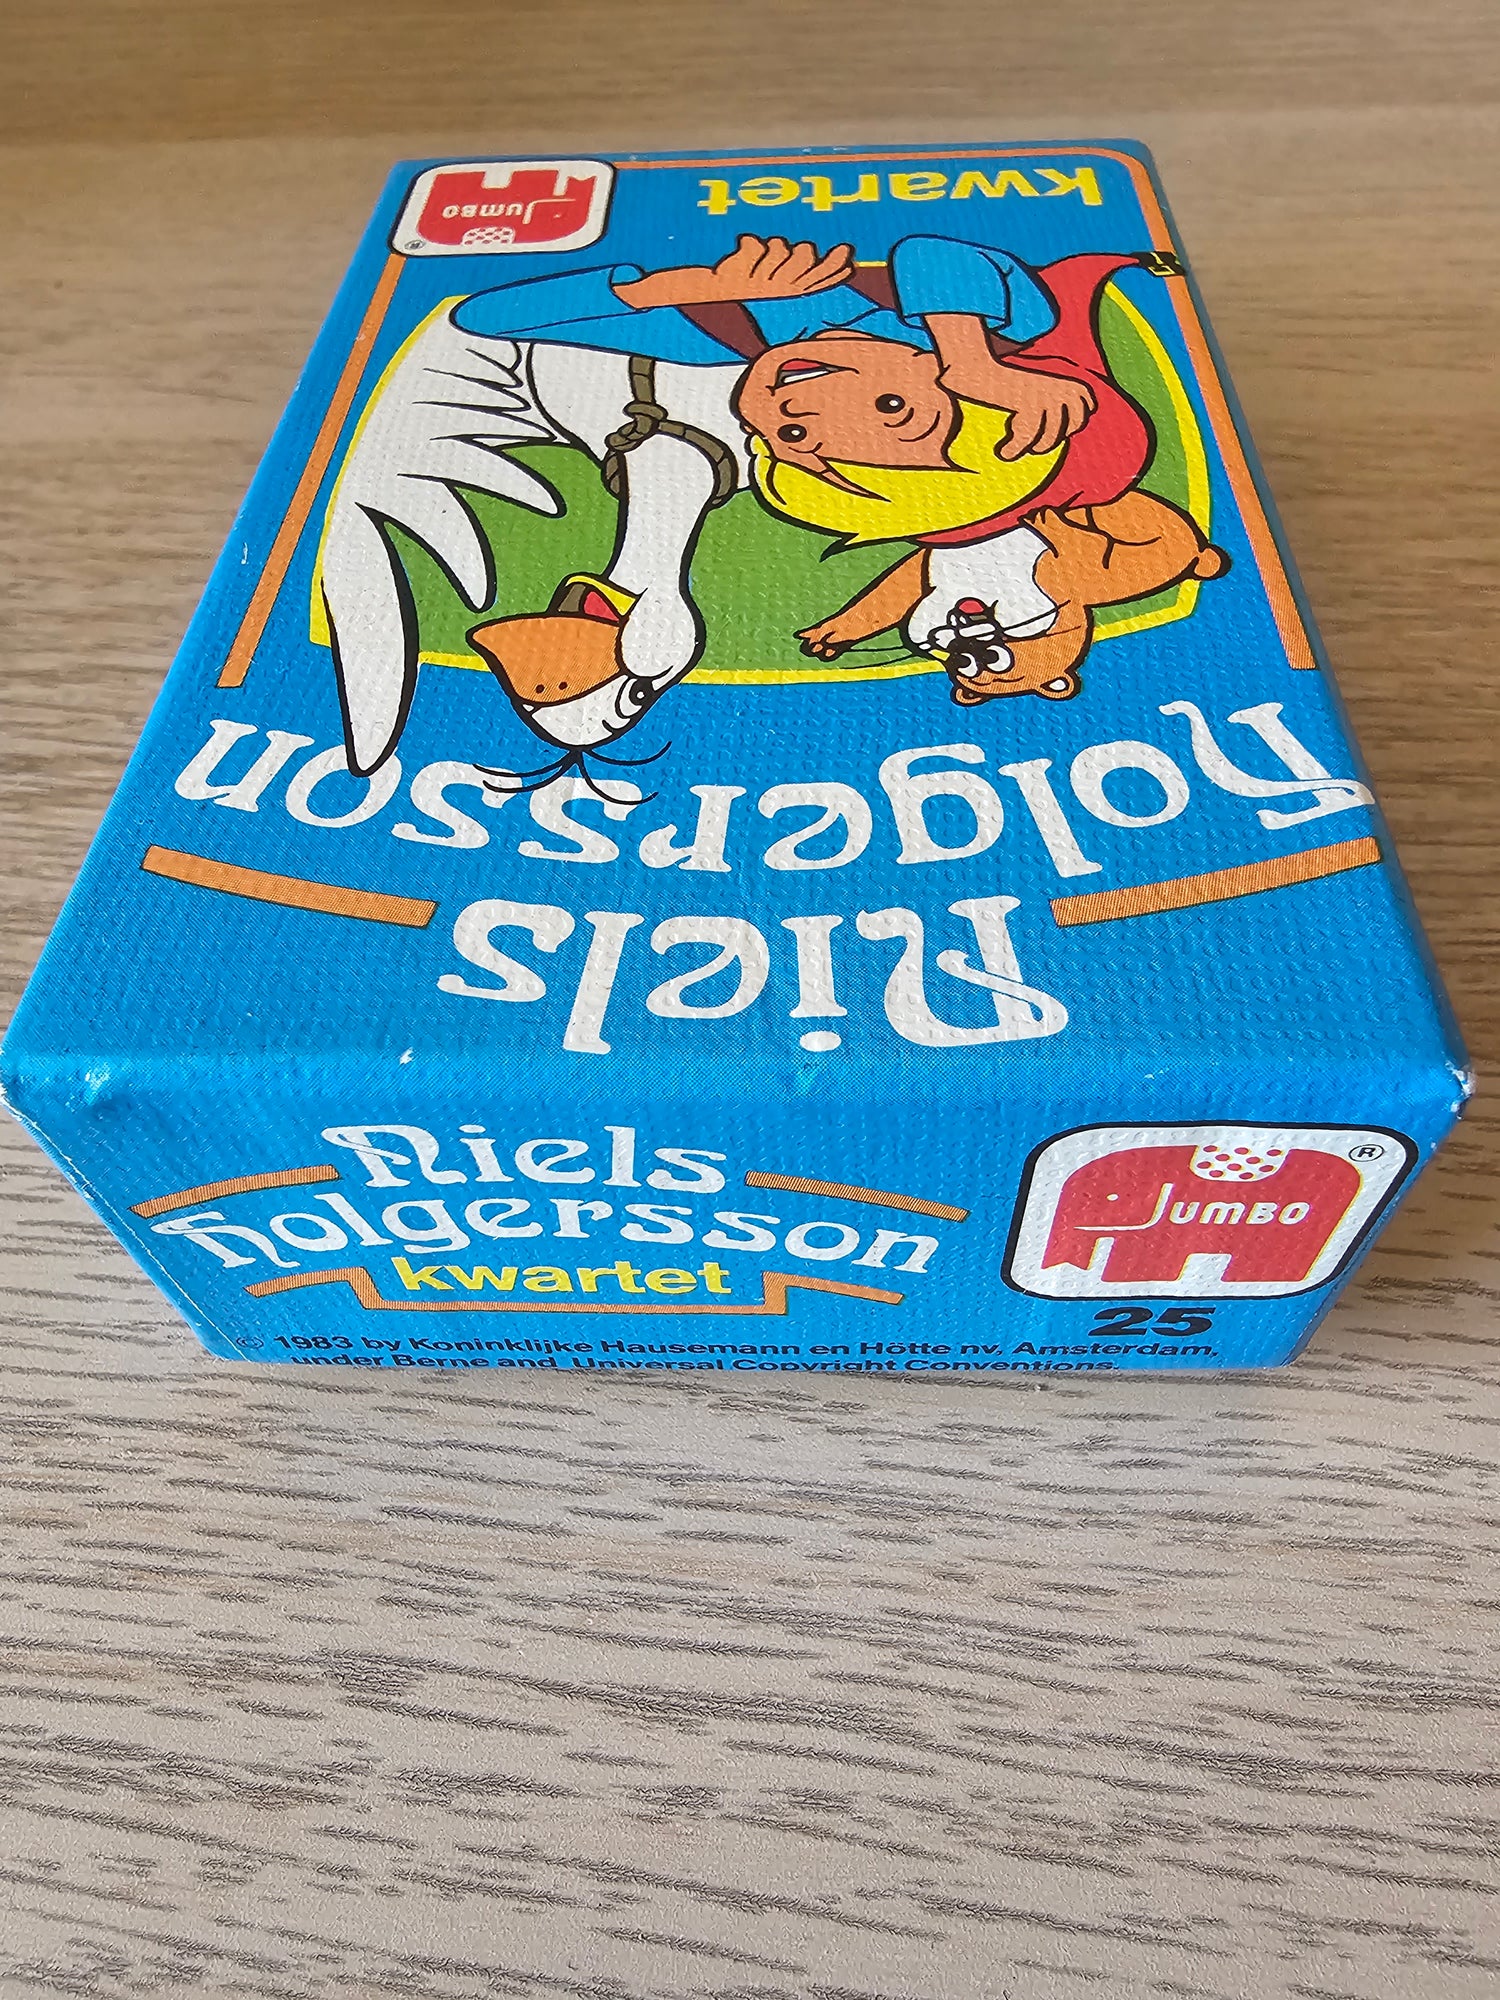 Niels
holgersson
kwartet
JUMBO
®
Niels
holgersson
kwartet
JUMBO
®
25
© 1983 by Koninklijke Hausemann en Hötte nv, Amsterdam,
under Berne and Universal Copyright Conventions.